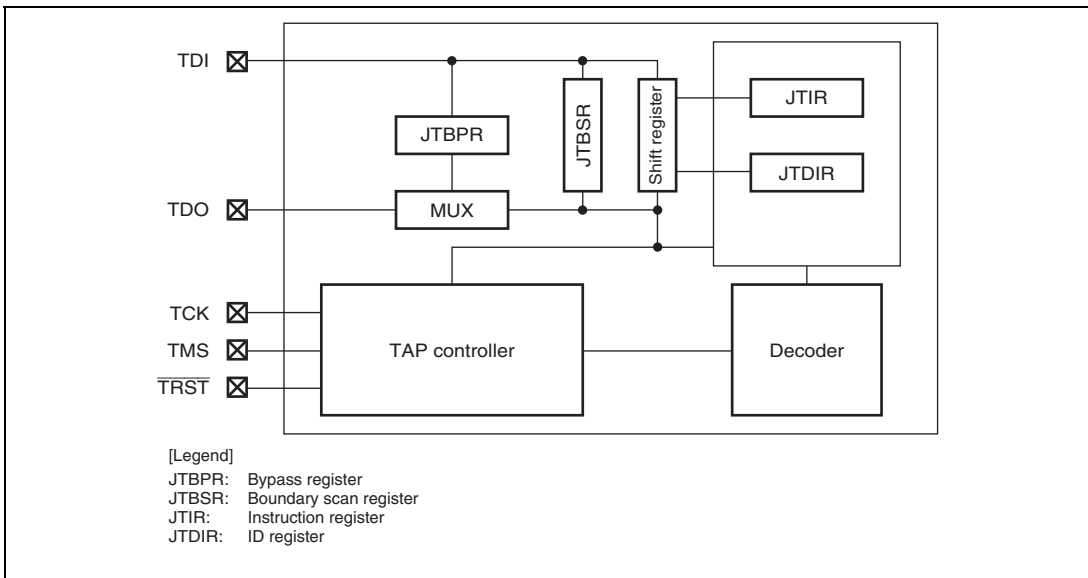 TDI
JTBPR
JTBSR
Shift register
JTIR
JTDIR
TDO
MUX
TCK
TMS
TRST
TAP controller
Decoder
[Legend]
JTBPR: Bypass register
JTBSR: Boundary scan register
JTIR: Instruction register
JTDIR: ID register